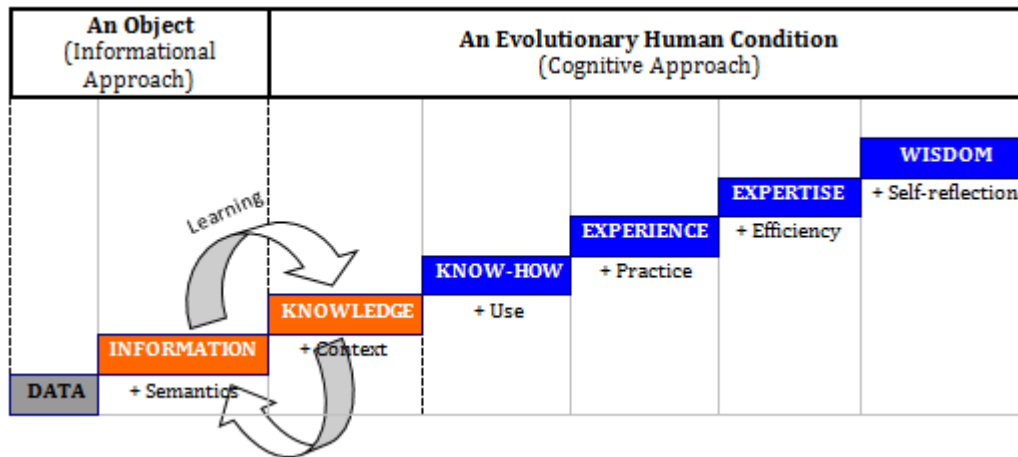 An Object
(Informational
Approach)
An Evolutionary Human Condition
(Cognitive Approach)
WISDOM
+ Self-reflection
EXPERTISE
+ Efficiency
EXPERIENCE
+ Practice
KNOW-HOW
+ Use
Learning
KNOWLEDGE
+ Context
INFORMATION
+ Semantics
DATA